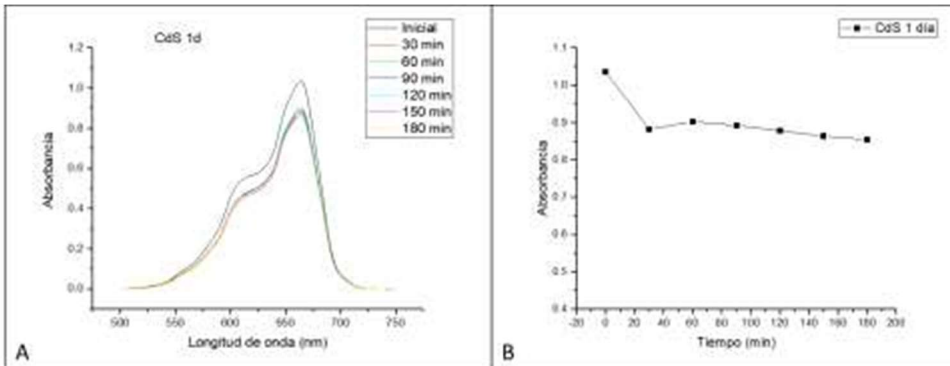 CdS 1d
Inicial
30 min
60 min
90 min
120 min
150 min
180 min
1.2
1.0
0.8
0.6
0.4
0.2
0.0
Absorbancia
500 550 600 650 700 750
Longitud de onda (nm)
A
CdS 1 día
1.1
1.0
0.9
0.8
0.7
0.6
0.5
0.4
Absorbancia
-20 0 20 40 60 80 100 120 140 160 180 200
Tiempo (min)
B